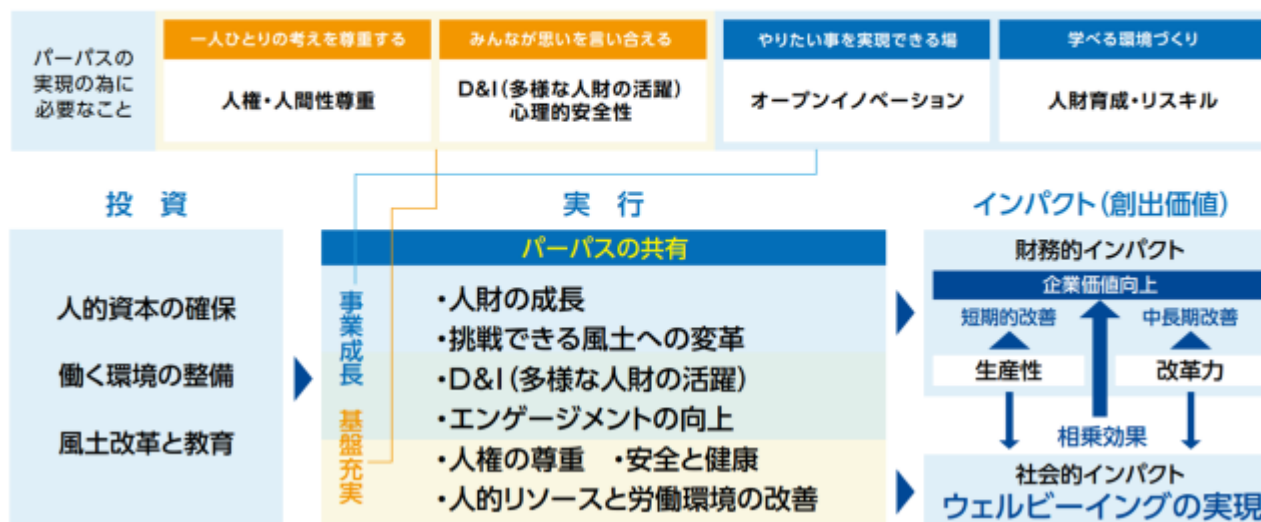 パーパスの
実現の為に
必要なこと
一人ひとりの考えを尊重する
人権・人間性尊重
みんなが思いを言い合える
D&I(多様な人財の活躍)
心理的安全性
やりたい事を実現できる場
オープンイノベーション
学べる環境づくり
人財育成・リスキル
投 資
人的資本の確保
働く環境の整備
風土改革と教育
実 行
パーパスの共有
事業成長
基盤充実
・人財の成長
・挑戦できる風土への変革
・D&I(多様な人財の活躍)
・エンゲージメントの向上
・人権の尊重 ・安全と健康
・人的リソースと労働環境の改善
インパクト(創出価値)
財務的インパクト
企業価値向上
短期的改善 中長期改善
生産性 改革力
相乗効果
社会的インパクト
ウェルビーイングの実現